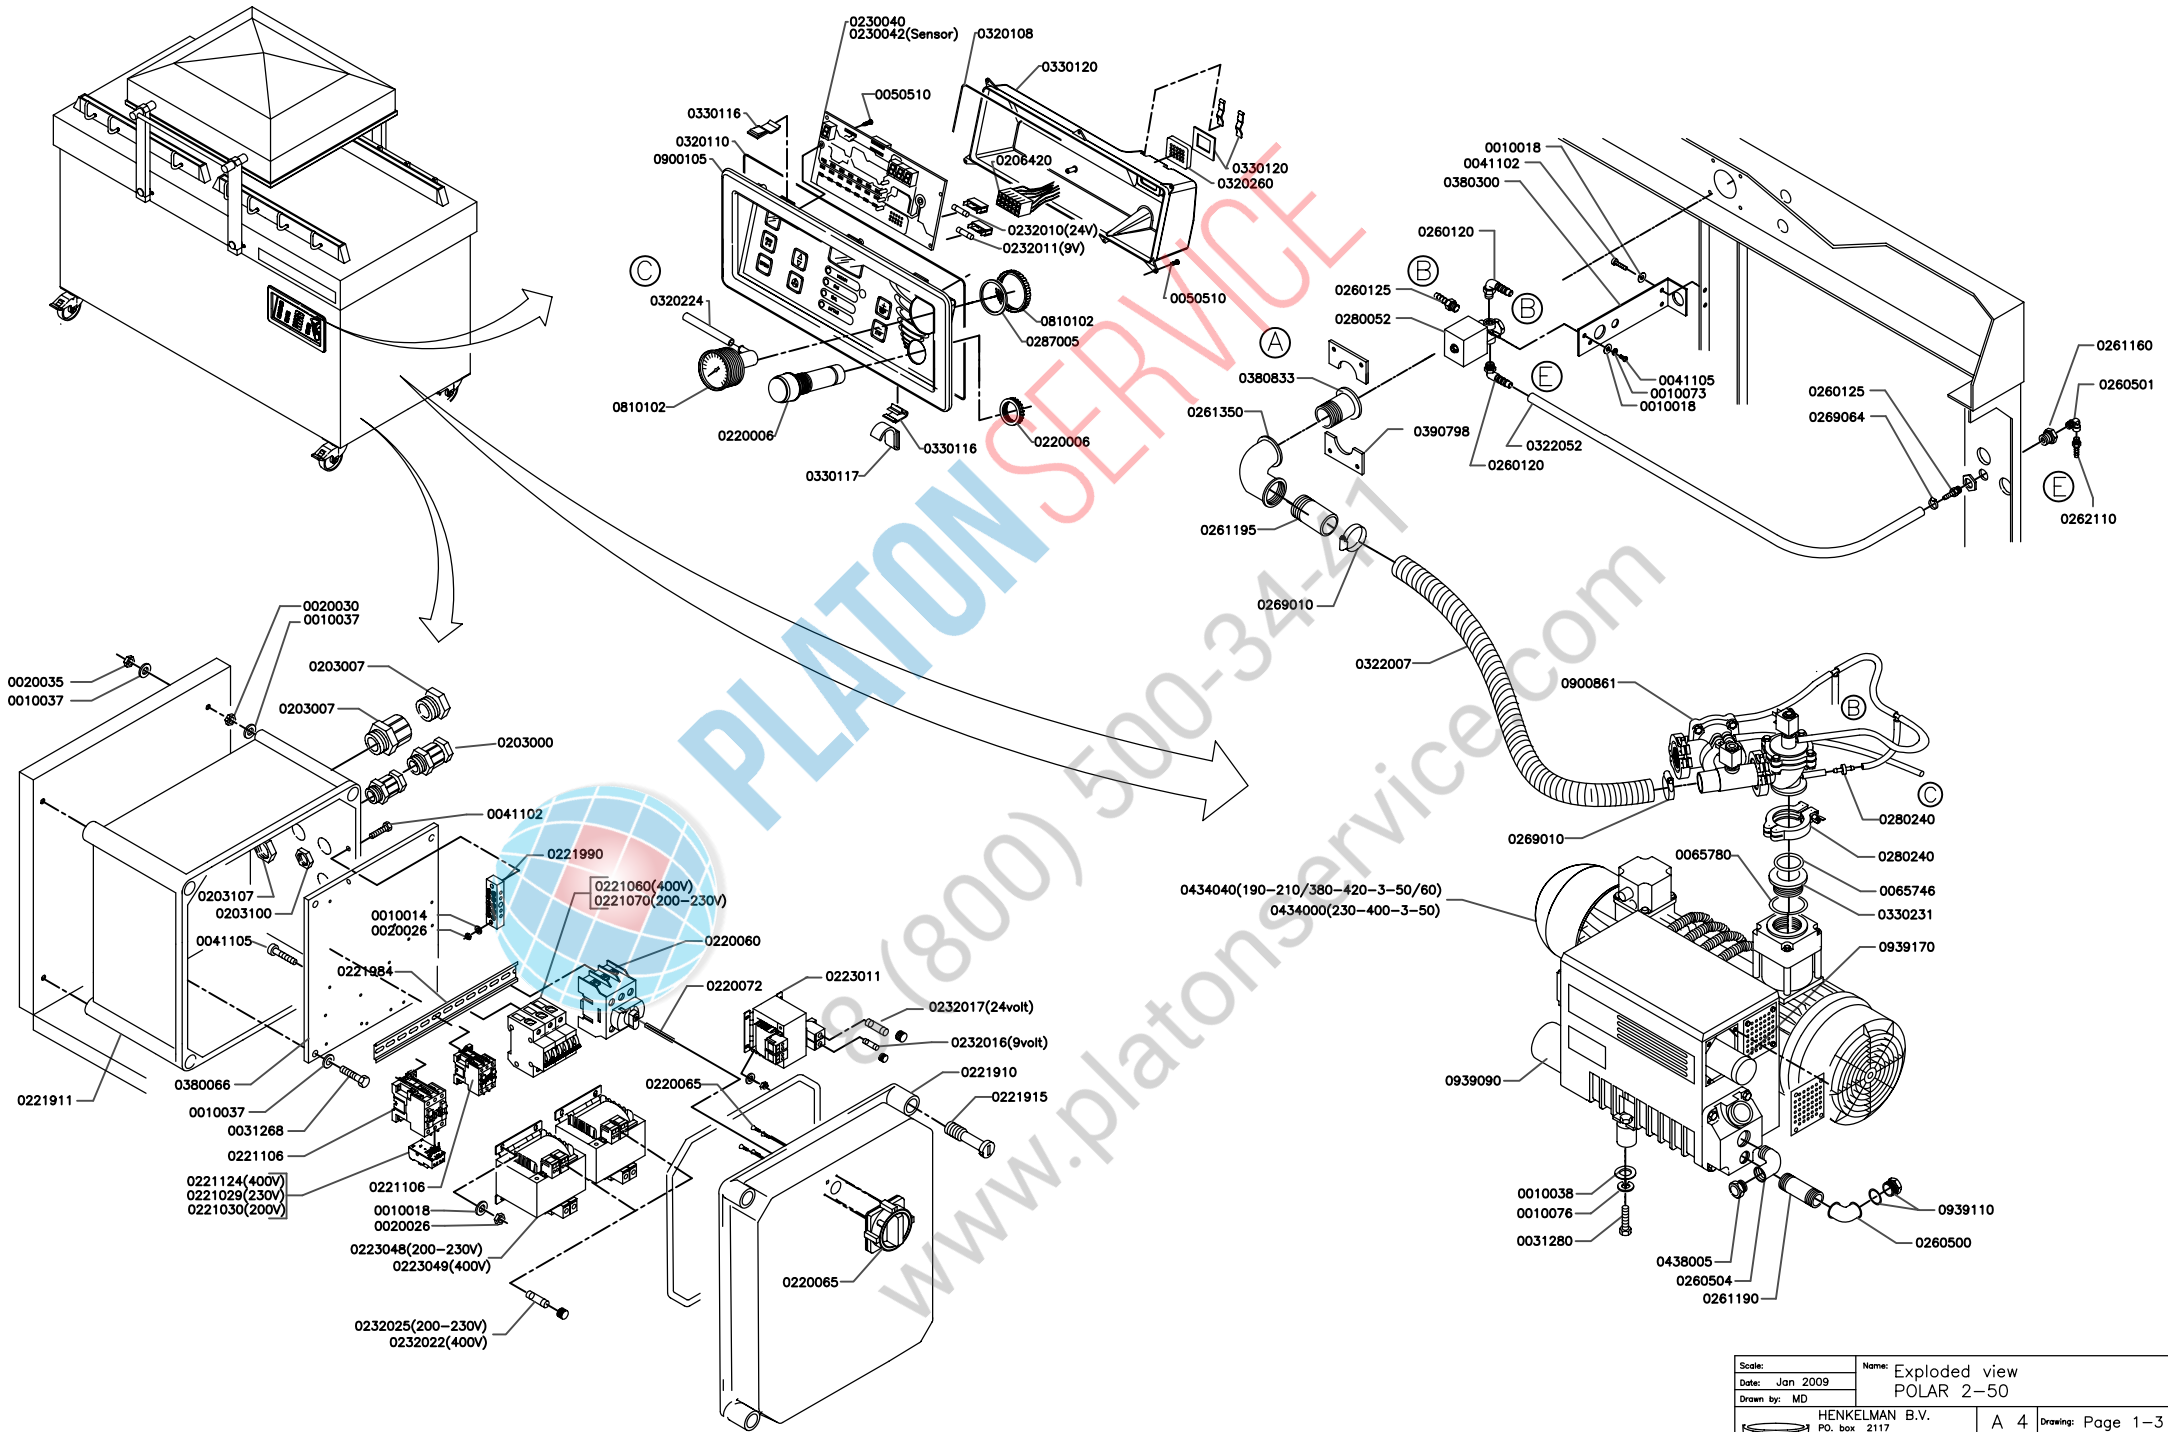 0230040
0230042(Sensor)
0320108
0330120
0050510
0330116
0320110
0900105
0206420
0330120
0320260
0232010(24V)
0232011(9V)
0050510
C
0320224
0810102
0287005
0810102
0220006
0330116
0220006
0330117
0010018
0041102
0380300
0260120
B
0260125
B
0280052
A
0380833
E
0041105
0010073
0010018
0261350
0390798
0322052
0260120
0261160
0260501
0260125
0269064
E
0262110
0261195
0269010
0322007
0900861
B
C
0280240
0269010
0280240
0065780
0065746
0330231
0434040(190-210/380-420-3-50/60)
0434000(230-400-3-50)
0939170
0939090
0010038
0010076
0031280
0939110
0260500
0438005
0260504
0261190
0020030
0010037
0020035
0010037
0203007
0203007
0203000
0041102
0221990
0203107
0203100
0221060(400V)
0221070(200-230V)
0010014
0020026
0041105
0221984
0220060
0220072
0223011
0232017(24volt)
0232016(9volt)
0380066
0221911
0010037
0031268
0221106
0220065
0221910
0221915
0221124(400V)
0221029(230V)
0221030(200V)
0221106
0010018
0020026
0223048(200-230V)
0223049(400V)
0220065
0232025(200-230V)
0232022(400V)
PLATONSERVICE
8 (800) 500-34-41
www.platonservice.com
Scale:
Name: Exploded view
POLAR 2-50
Date: Jan 2009
Drawn by: MD
HENKELMAN B.V.
PO. box 2117
A 4
Drawing: Page 1-3